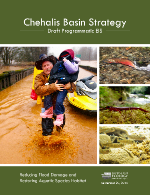 Chehalis Basin Strategy
Draft Programmatic EIS
Reducing Flood Damage and
Restoring Aquatic Species Habitat